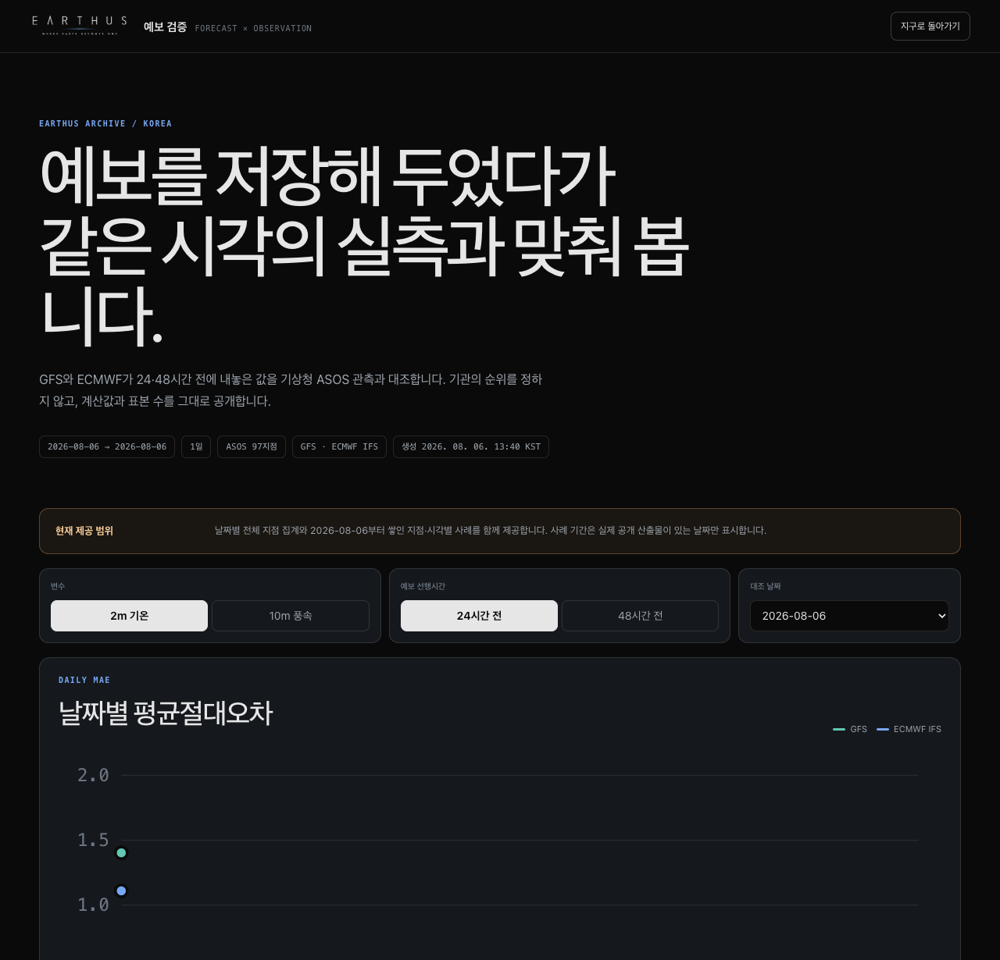 EARTHUS
예보 검증 FORECAST × OBSERVATION
지구로 돌아가기
EARTHUS ARCHIVE / KOREA
예보를 저장해 두었다가
같은 시각의 실측과 맞춰 봅
니다.
GFS와 ECMWF가 24·48시간 전에 내놓은 값을 기상청 ASOS 관측과 대조합니다. 기관의 순위를 정하
지 않고, 계산값과 표본 수를 그대로 공개합니다.
2026-08-06 → 2026-08-06
1일
ASOS 97지점
GFS · ECMWF IFS
생성 2026. 08. 06. 13:40 KST
현재 제공 범위
날짜별 전체 지점 집계와 2026-08-06부터 쌓인 지점·시각별 사례를 함께 제공합니다. 사례 기간은 실제 공개 산출물이 있는 날짜만 표시합니다.
변수
2m 기온
10m 풍속
예보 선행시간
24시간 전
48시간 전
대조 날짜
2026-08-06
DAILY MAE
날짜별 평균절대오차
GFS
ECMWF IFS
2.0
1.5
1.0